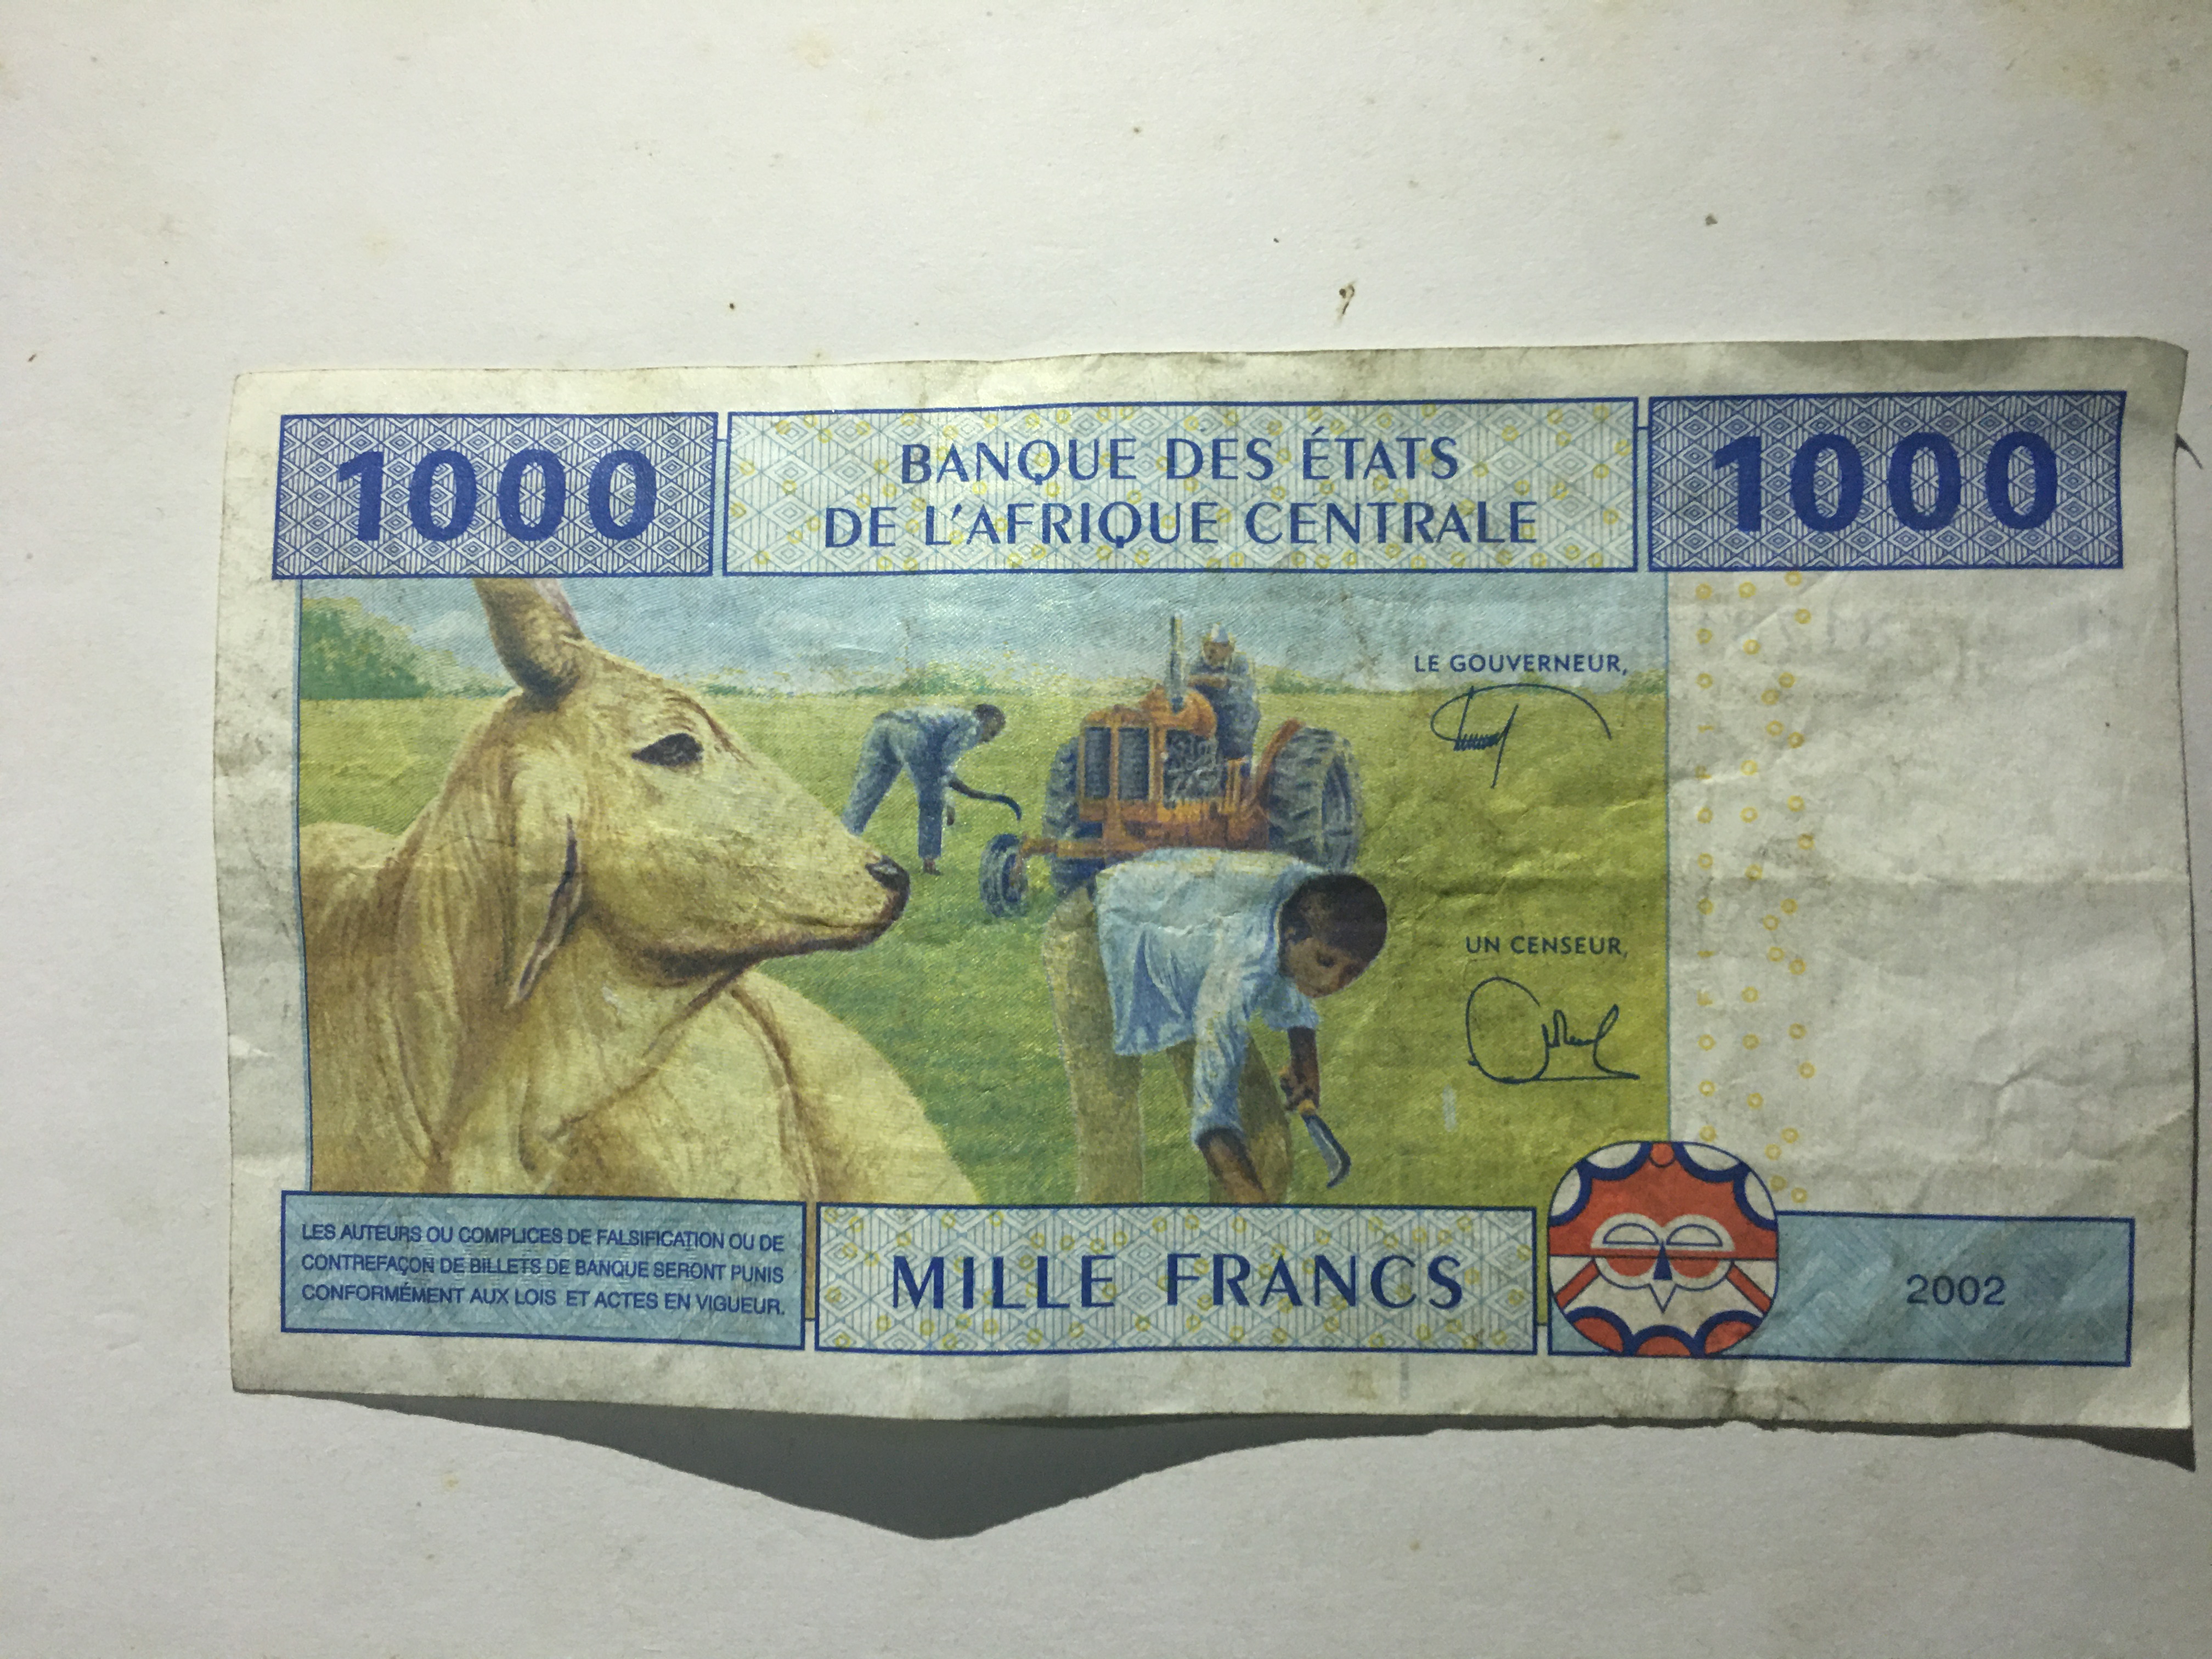 1000
BANQUE DES ÉTATS
DE L'AFRIQUE CENTRALE
1000
LE GOUVERNEUR,
UN CENSEUR,
LES AUTEURS OU COMPLICES DE FALSIFICATION OU DE
CONTREFAÇON DE BILLETS DE BANQUE SERONT PUNIS
CONFORMÉMENT AUX LOIS ET ACTES EN VIGUEUR.
MILLE FRANCS
2002